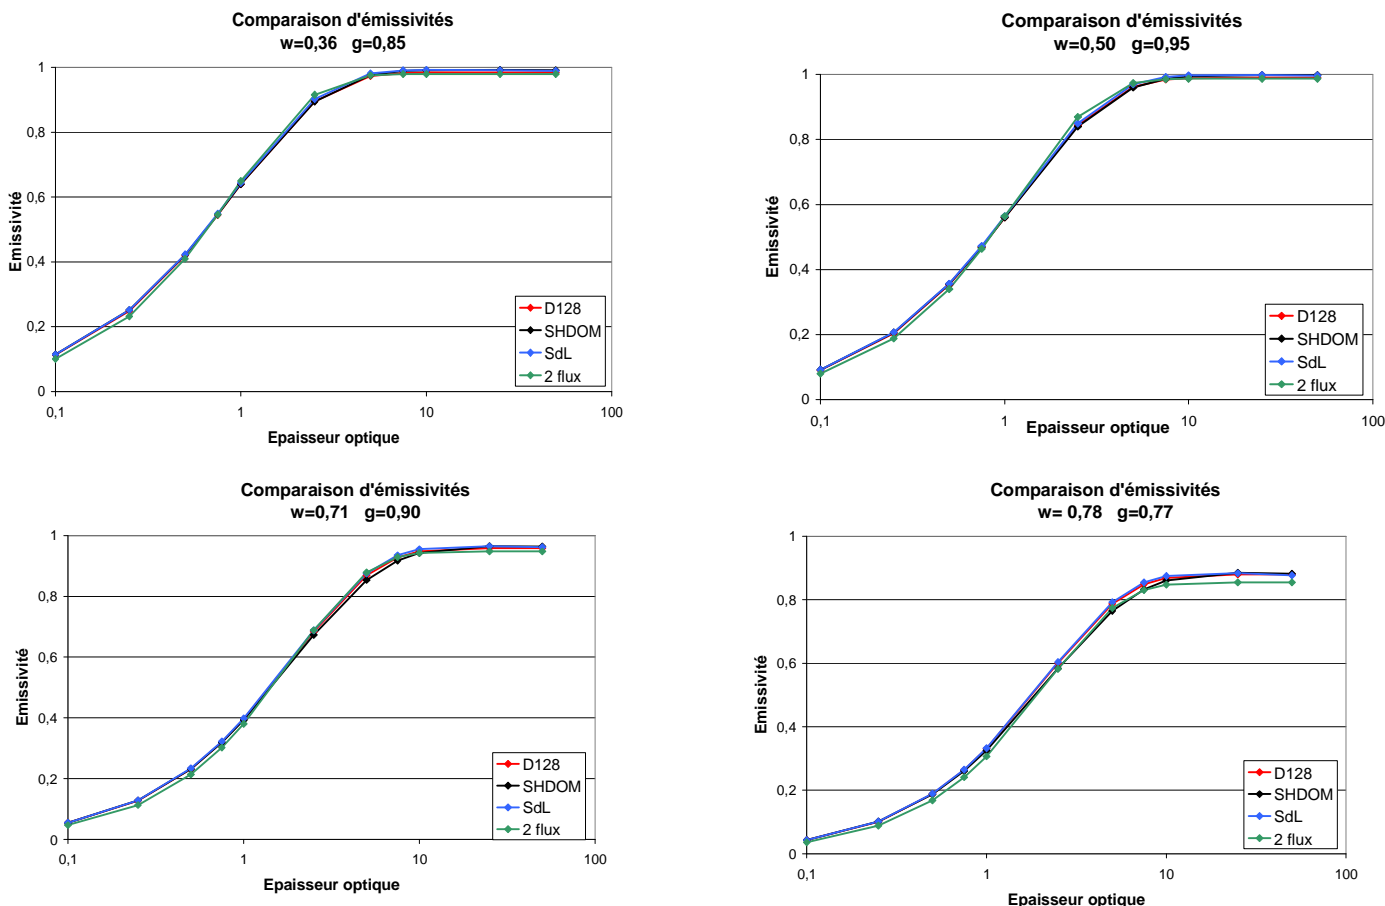 Comparaison d'émissivités
w=0,36 g=0,85
1
0,8
0,6
0,4
0,2
0
Emissivité
0,1
1
10
100
Epaisseur optique
D128
SHDOM
SdL
2 flux
Comparaison d'émissivités
w=0,50 g=0,95
1
0,8
0,6
0,4
0,2
0
Emissivité
0,1
1
10
100
Epaisseur optique
D128
SHDOM
SdL
2 flux
Comparaison d'émissivités
w=0,71 g=0,90
1
0,8
0,6
0,4
0,2
0
Emissivité
0,1
1
10
100
Epaisseur optique
D128
SHDOM
SdL
2 flux
Comparaison d'émissivités
w= 0,78 g=0,77
1
0,8
0,6
0,4
0,2
0
Emissivité
0,1
1
10
100
Epaisseur optique
D128
SHDOM
SdL
2 flux